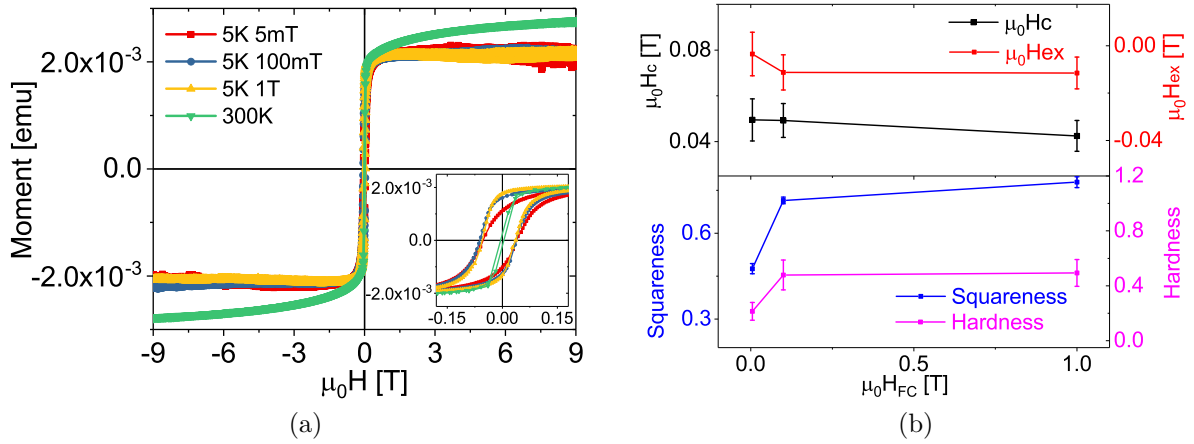 5K 5mT
5K 100mT
5K 1T
300K
Moment [emu]
2.0x10⁻³
0.0
-2.0x10⁻³
-9 -6 -3 0 3 6 9
μ₀H [T]
2.0x10⁻³
0.0
-2.0x10⁻³
-0.15 0.00 0.15
(a)
μ₀Hc
μ₀Hex
μ₀Hc [T]
0.08
0.04
μ₀Hex [T]
0.00
-0.04
Squareness
0.6
0.3
Hardness
1.2
0.8
0.4
0.0
Squareness
Hardness
0.0 0.5 1.0
μ₀H_FC [T]
(b)